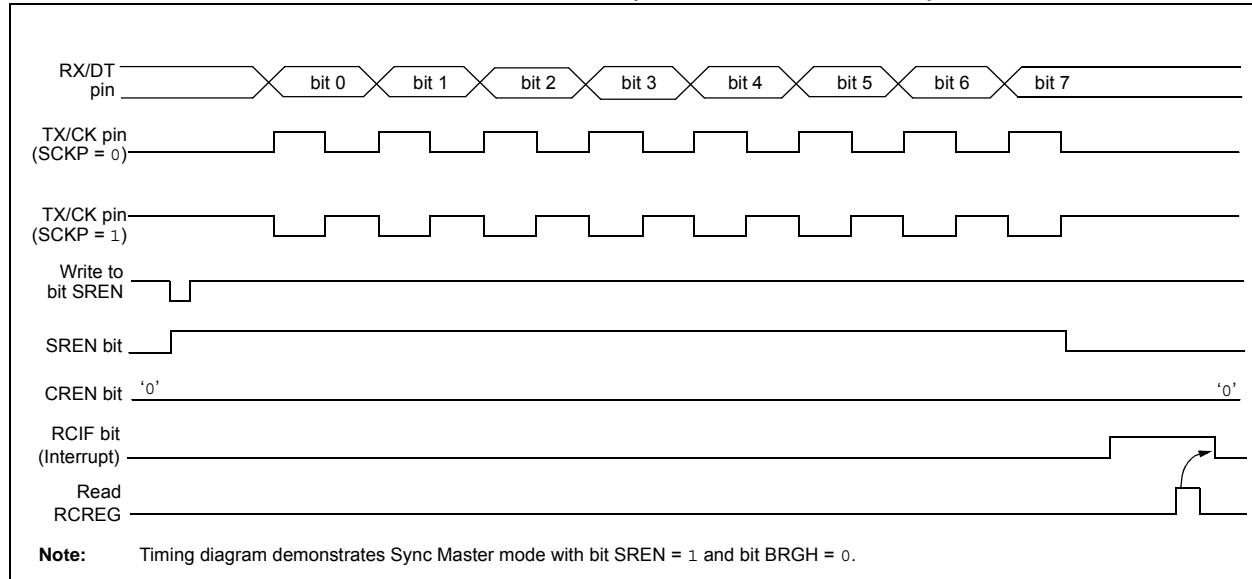 RX/DT
pin
bit 0 bit 1 bit 2 bit 3 bit 4 bit 5 bit 6 bit 7
TX/CK pin
(SCKP = 0)
TX/CK pin
(SCKP = 1)
Write to
bit SREN
SREN bit
CREN bit ‘0’ ‘0’
RCIF bit
(Interrupt)
Read
RCREG
Note: Timing diagram demonstrates Sync Master mode with bit SREN = 1 and bit BRGH = 0.